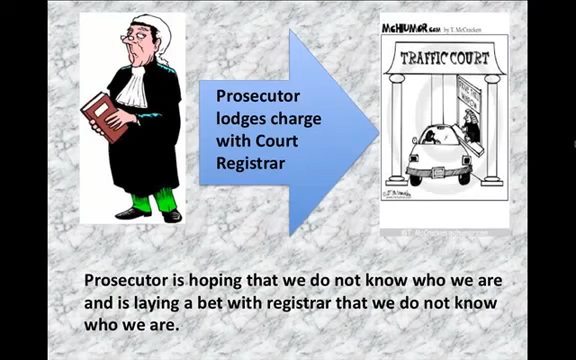 McHumor.com by T. McCracken
TRAFFIC COURT
Prosecutor
lodges charge
with Court
Registrar
Prosecutor is hoping that we do not know who we are
and is laying a bet with registrar that we do not know
who we are.